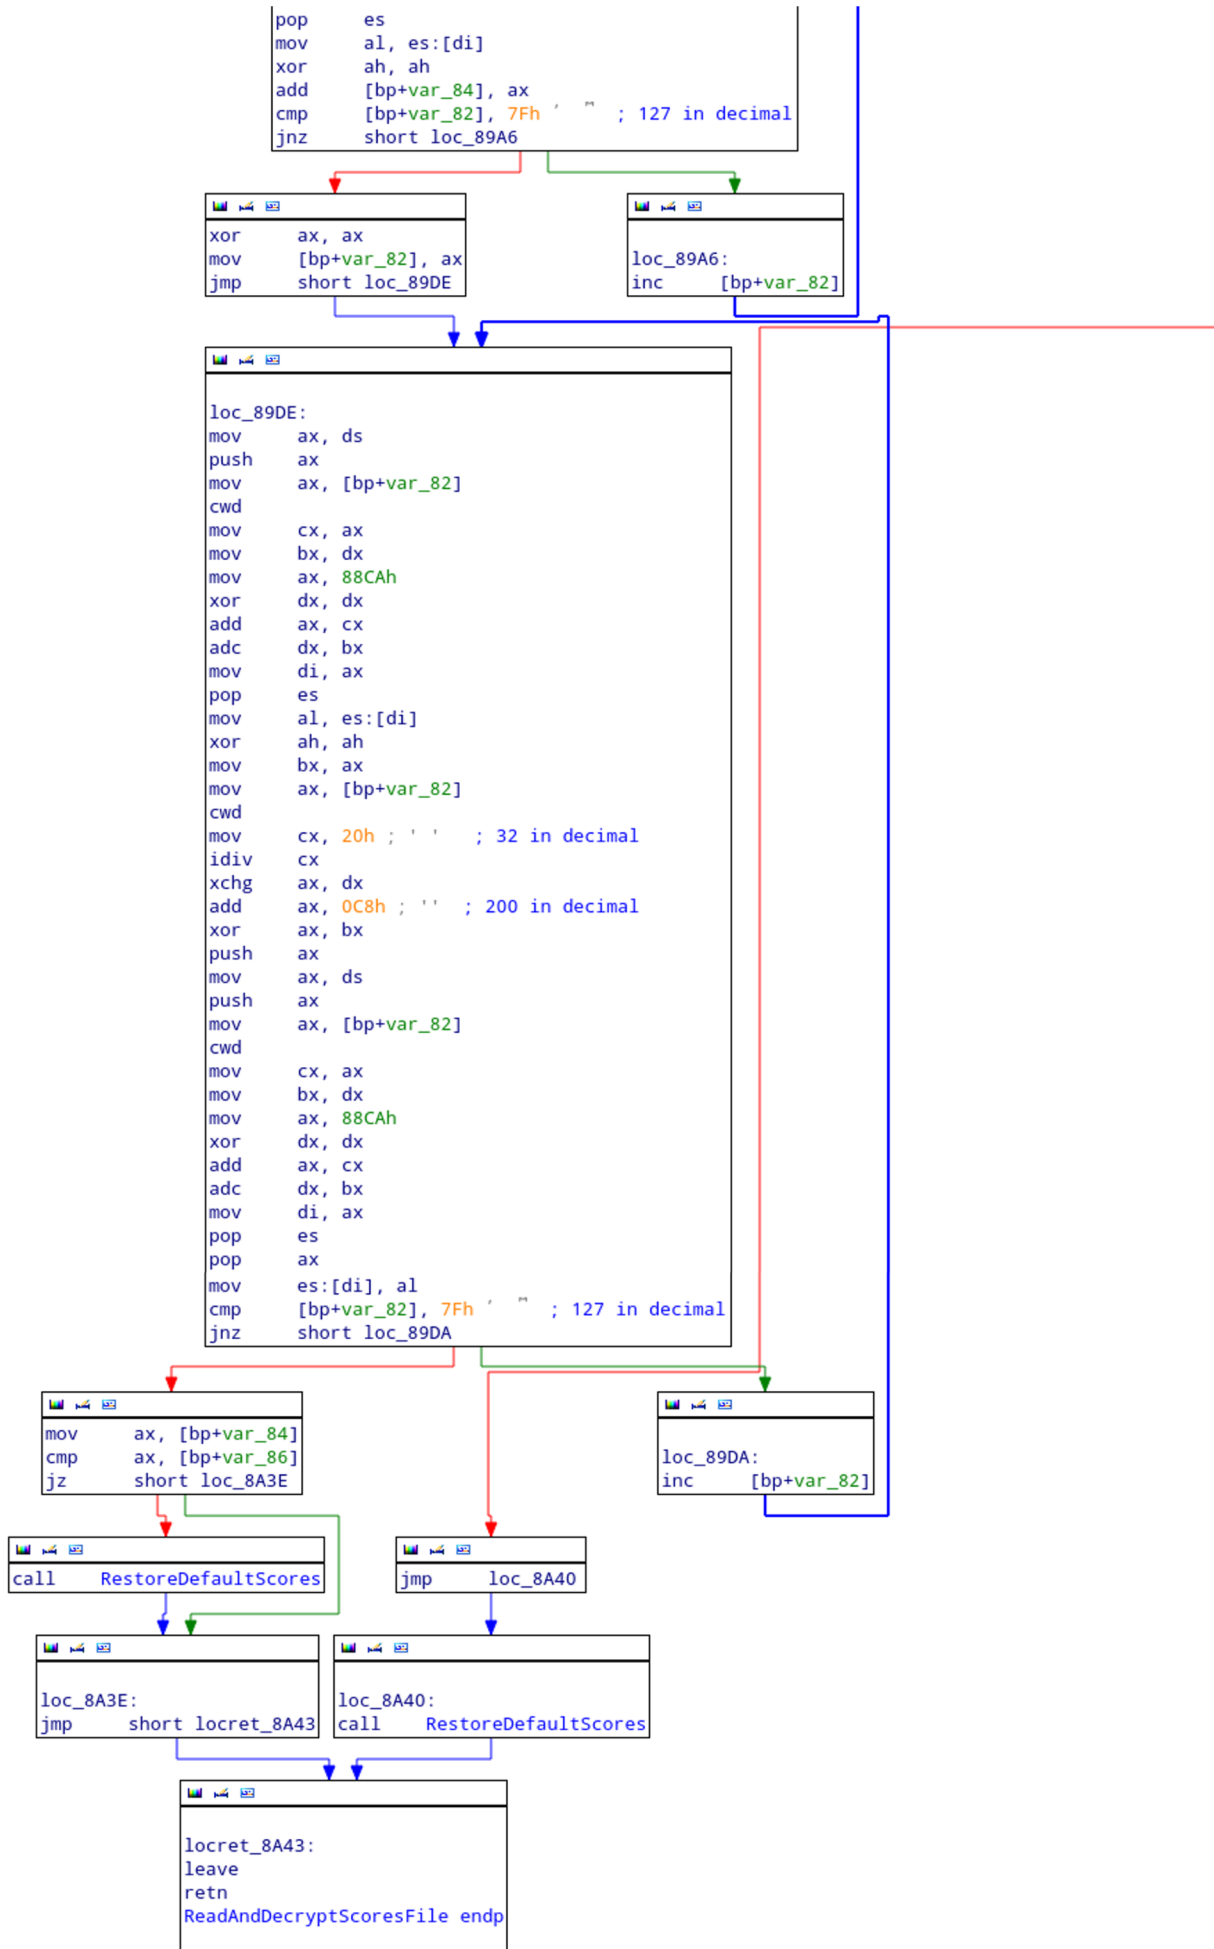 pop es
mov al, es:[di]
xor ah, ah
add [bp+var_84], ax
cmp [bp+var_82], 7Fh ; 127 in decimal
jnz short loc_89A6
xor ax, ax
mov [bp+var_82], ax
jmp short loc_89DE
loc_89A6:
inc [bp+var_82]
loc_89DE:
mov ax, ds
push ax
mov ax, [bp+var_82]
cwd
mov cx, ax
mov bx, dx
mov ax, 88CAh
xor dx, dx
add ax, cx
adc dx, bx
mov di, ax
pop es
mov al, es:[di]
xor ah, ah
mov bx, ax
mov ax, [bp+var_82]
cwd
mov cx, 20h ; ' ' ; 32 in decimal
idiv cx
xchg ax, dx
add ax, 0C8h ; '' ; 200 in decimal
xor ax, bx
push ax
mov ax, ds
push ax
mov ax, [bp+var_82]
cwd
mov cx, ax
mov bx, dx
mov ax, 88CAh
xor dx, dx
add ax, cx
adc dx, bx
mov di, ax
pop es
pop ax
mov es:[di], al
cmp [bp+var_82], 7Fh ; 127 in decimal
jnz short loc_89DA
mov ax, [bp+var_84]
cmp ax, [bp+var_86]
jz short loc_8A3E
loc_89DA:
inc [bp+var_82]
call RestoreDefaultScores
jmp loc_8A40
loc_8A3E:
jmp short locret_8A43
loc_8A40:
call RestoreDefaultScores
locret_8A43:
leave
retn
ReadAndDecryptScoresFile endp